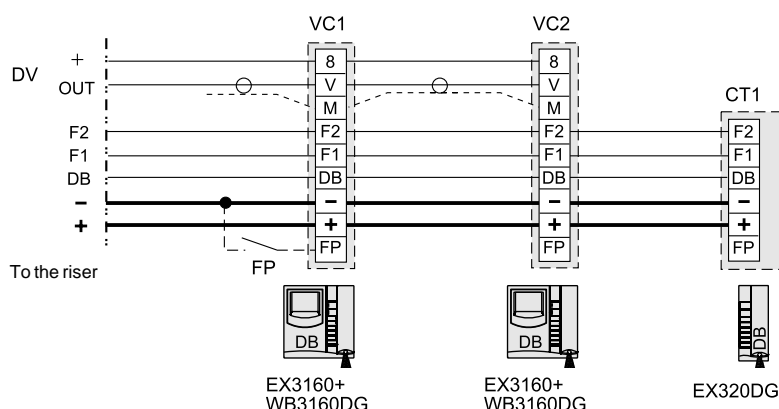 VC1 VC2
+ 8 8
DV
OUT V V
M M
CT1
F2 F2 F2 F2
F1 F1 F1 F1
DB DB DB DB
− − − −
+ + + +
FP FP FP
FP
To the riser
DB DB DB
EX3160+ EX3160+ EX320DG
WB3160DG WB3160DG